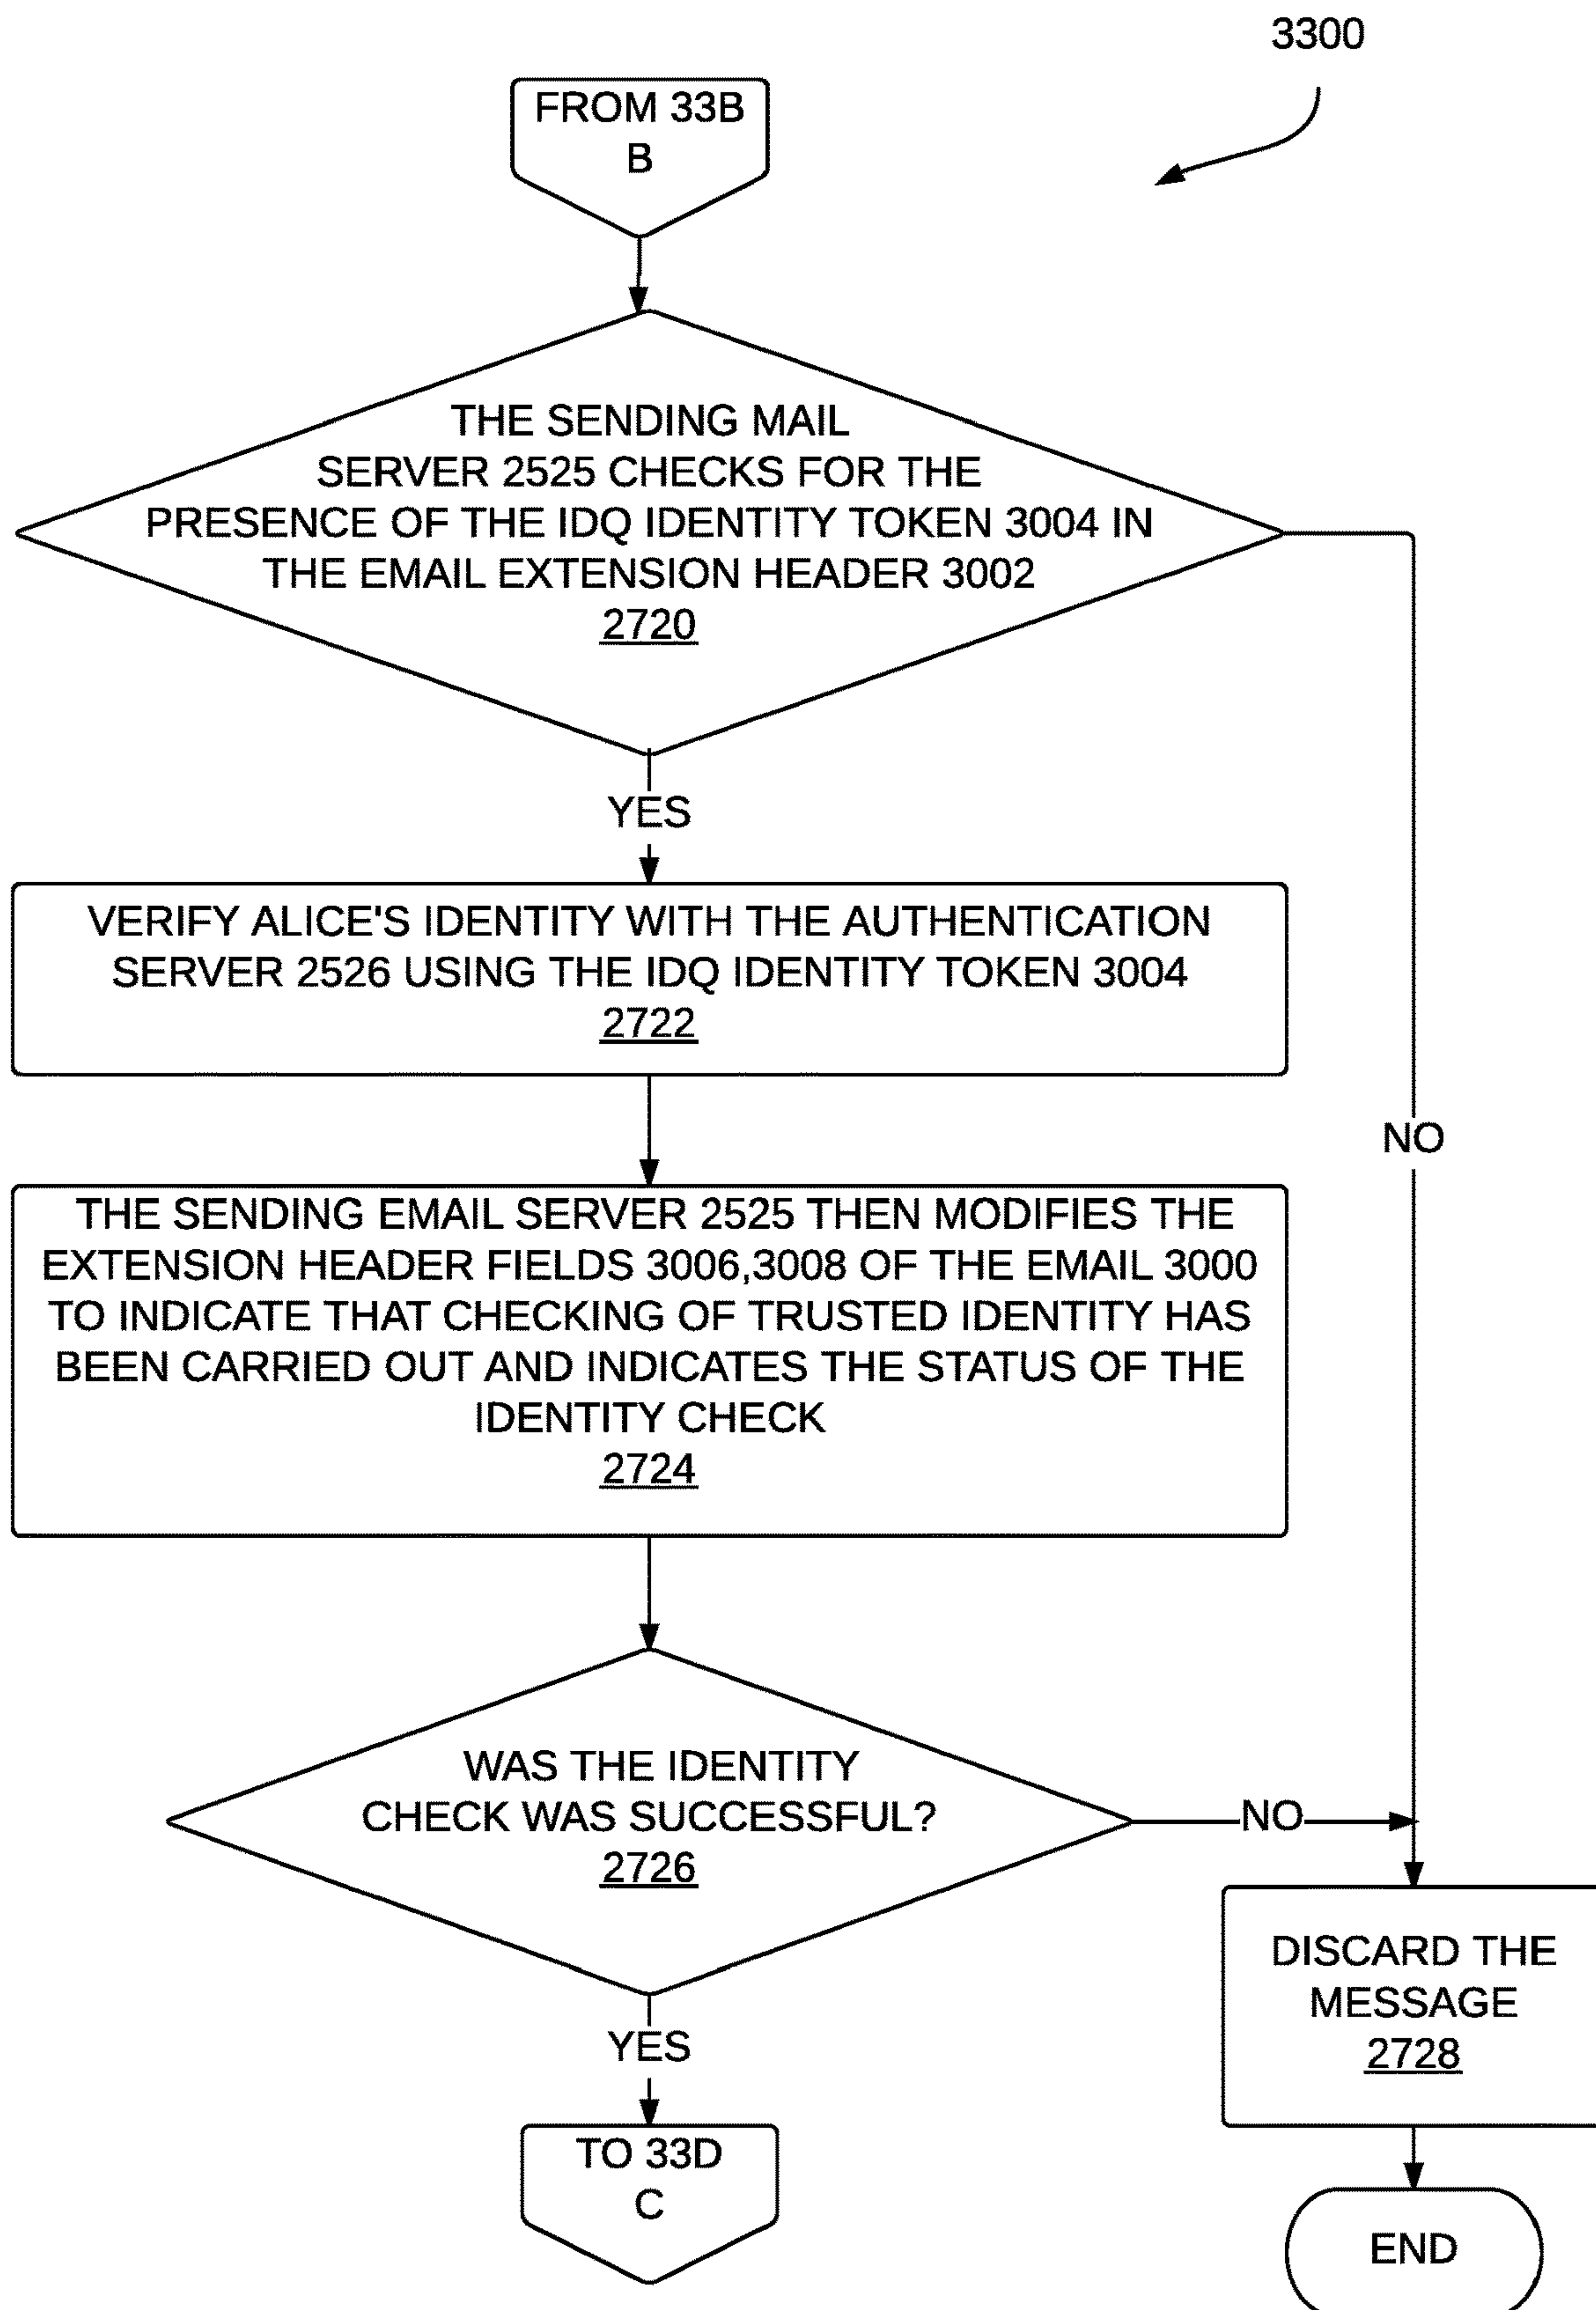 3300
FROM 33B
B
THE SENDING MAIL
SERVER 2525 CHECKS FOR THE
PRESENCE OF THE IDQ IDENTITY TOKEN 3004 IN
THE EMAIL EXTENSION HEADER 3002
2720
YES
VERIFY ALICE'S IDENTITY WITH THE AUTHENTICATION
SERVER 2526 USING THE IDQ IDENTITY TOKEN 3004
2722
NO
THE SENDING EMAIL SERVER 2525 THEN MODIFIES THE
EXTENSION HEADER FIELDS 3006,3008 OF THE EMAIL 3000
TO INDICATE THAT CHECKING OF TRUSTED IDENTITY HAS
BEEN CARRIED OUT AND INDICATES THE STATUS OF THE
IDENTITY CHECK
2724
WAS THE IDENTITY
CHECK WAS SUCCESSFUL?
2726
NO
DISCARD THE
MESSAGE
2728
YES
TO 33D
C
END